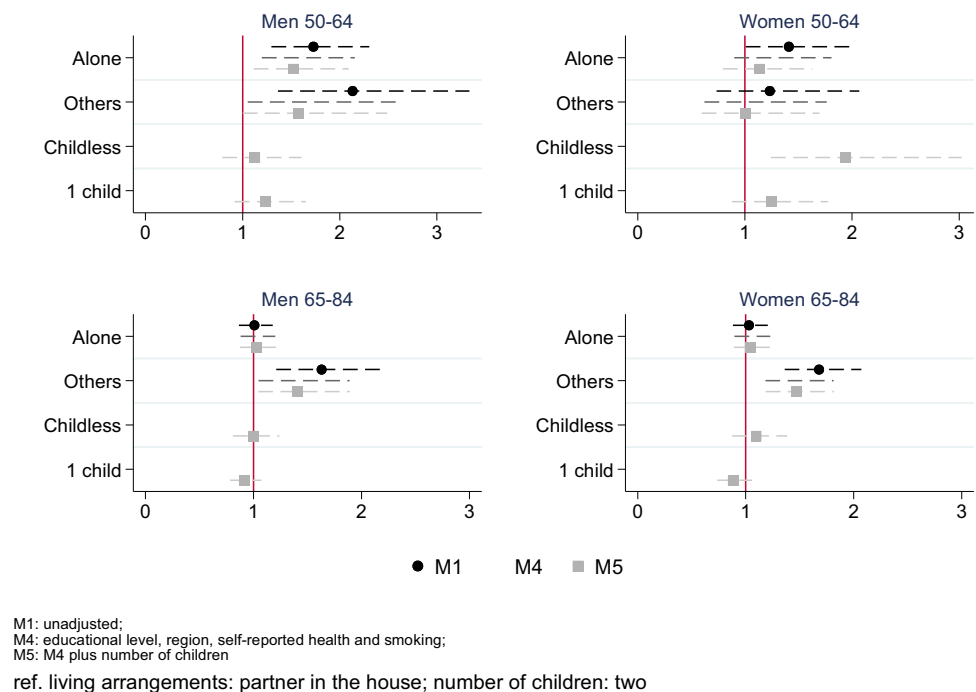 Men 50-64
Alone
Others
Childless
1 child
0 1 2 3
Women 50-64
Alone
Others
Childless
1 child
0 1 2 3
Men 65-84
Alone
Others
Childless
1 child
0 1 2 3
Women 65-84
Alone
Others
Childless
1 child
0 1 2 3
M1 M4 M5
M1: unadjusted;
M4: educational level, region, self-reported health and smoking;
M5: M4 plus number of children
ref. living arrangements: partner in the house; number of children: two